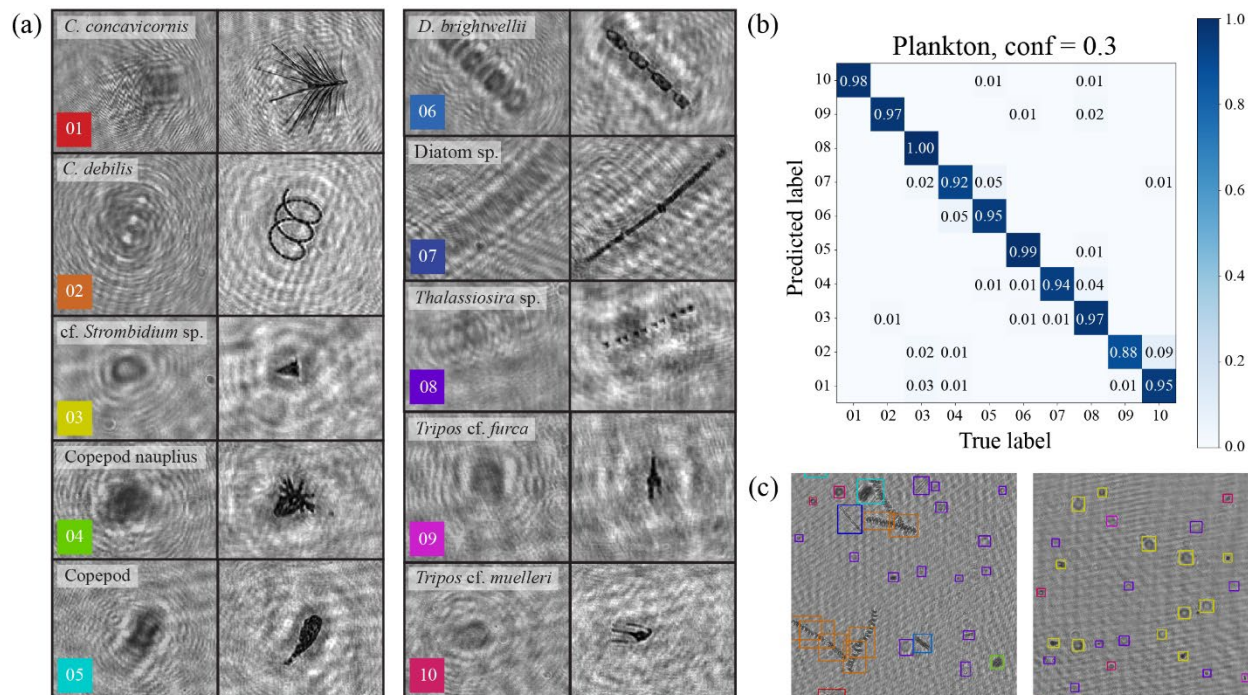 (a)
C. concavicornis
01
C. debilis
02
cf. Strombidium sp.
03
Copepod nauplius
04
Copepod
05
D. brightwellii
06
Diatom sp.
07
Thalassiosira sp.
08
Tripos cf. furca
09
Tripos cf. muelleri
10
(b)
Plankton, conf = 0.3
Predicted label
10 0.98 0.01 0.01
09 0.97 0.01 0.02
08 1.00
07 0.02 0.92 0.05 0.01
06 0.05 0.95
05 0.99 0.01
04 0.01 0.01 0.94 0.04
03 0.01 0.01 0.01 0.97
02 0.02 0.01 0.88 0.09
01 0.03 0.01 0.01 0.95
01 02 03 04 05 06 07 08 09 10
True label
1.0
0.8
0.6
0.4
0.2
0.0
(c)